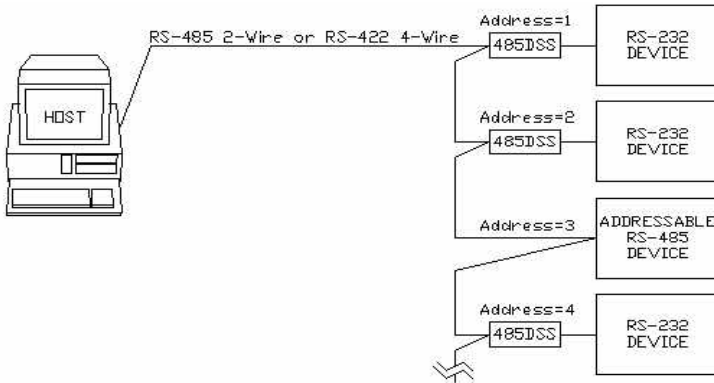 Address=1
RS-485 2-Wire or RS-422 4-Wire
485DSS
RS-232
DEVICE
HOST
Address=2
485DSS
RS-232
DEVICE
Address=3
ADDRESSABLE
RS-485
DEVICE
Address=4
485DSS
RS-232
DEVICE